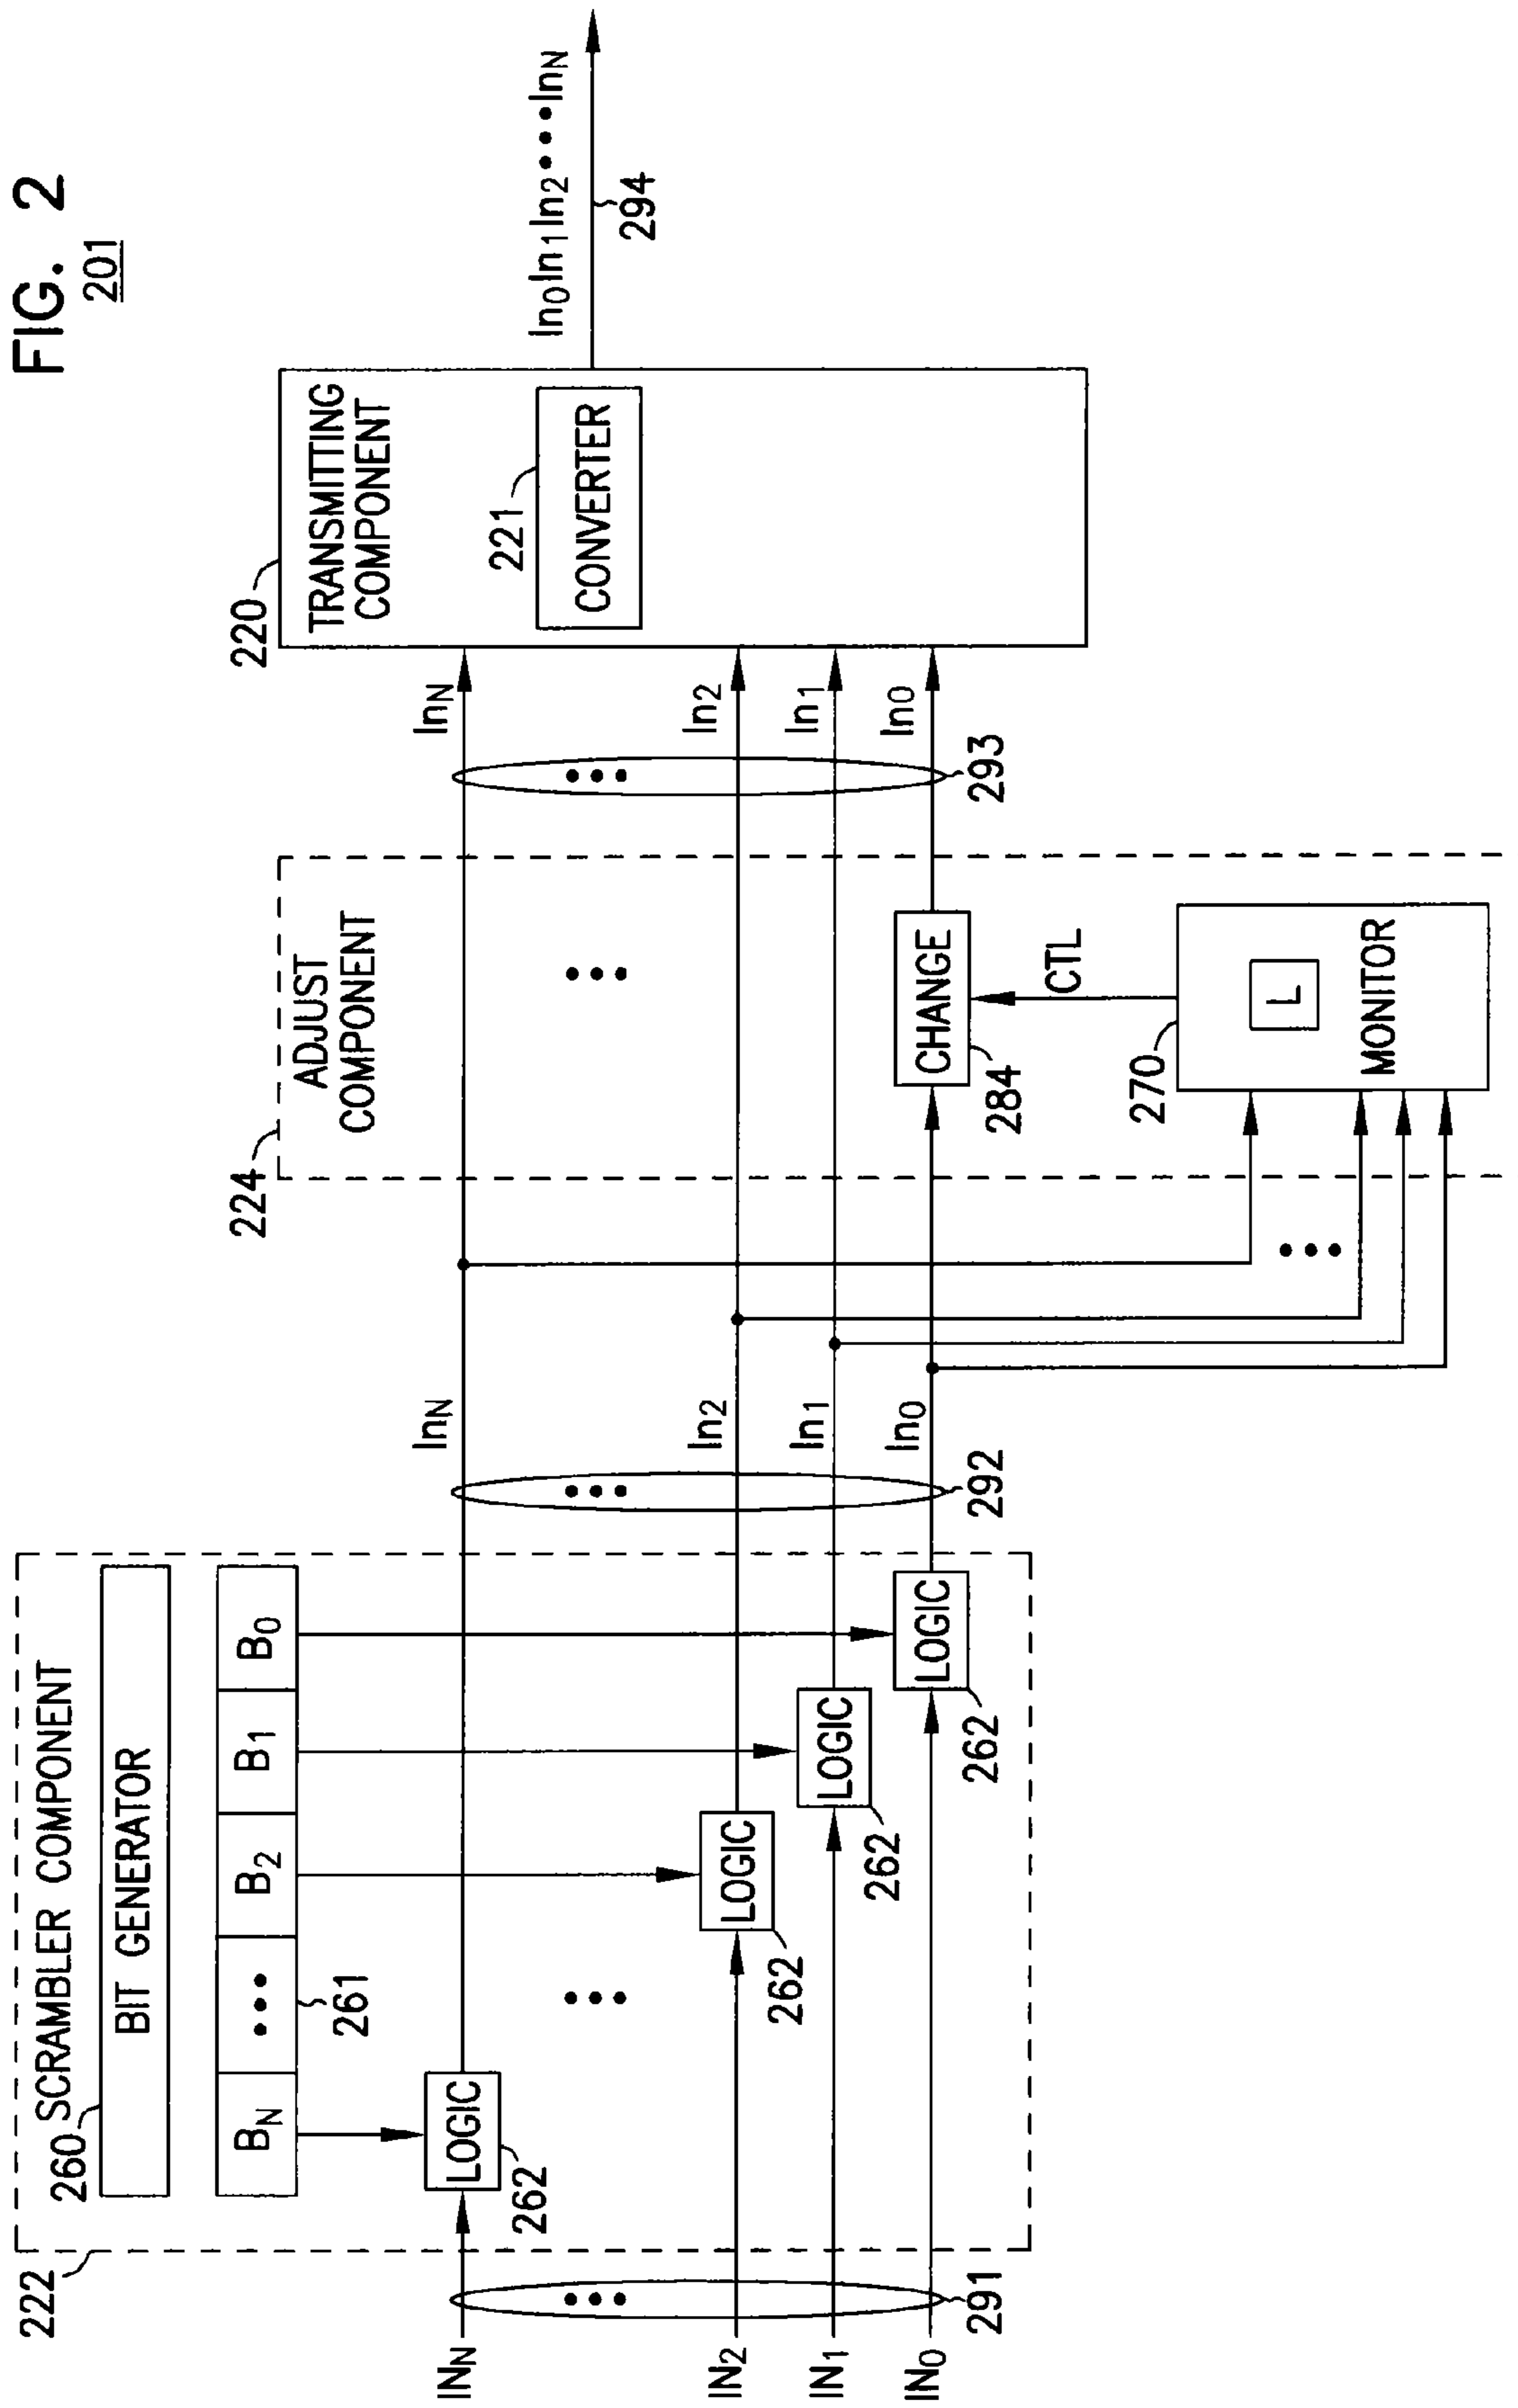 FIG. 2
201
222
260
SCRAMBLER COMPONENT
BIT GENERATOR
BN ••• B2 B1 B0
261
LOGIC
262
LOGIC
262
LOGIC
262
LOGIC
262
INN
•••
IN2
IN1
IN0
291
InN
•••
In2
In1
In0
292
224
ADJUST
COMPONENT
•••
CHANGE
284
CTL
270
L
MONITOR
•••
InN
•••
In2
In1
In0
293
220
TRANSMITTING
COMPONENT
221
CONVERTER
In0In1In2•••InN
294